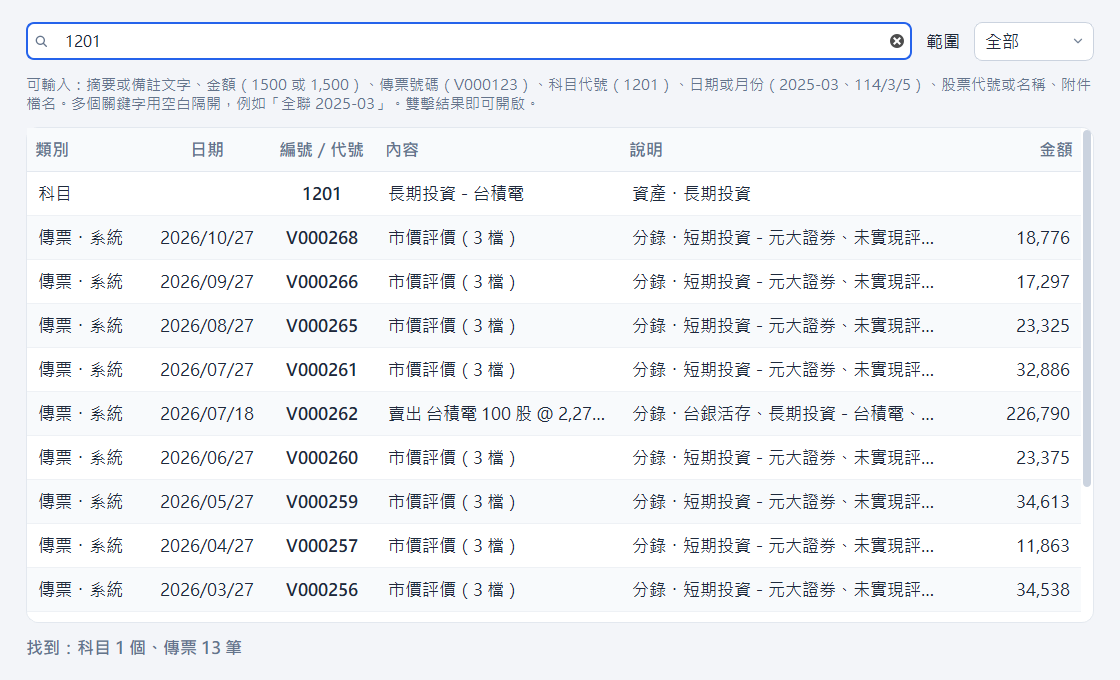 1201 範圍 全部
可輸入：摘要或備註文字、金額（1500 或 1,500）、傳票號碼（V000123）、科目代號（1201）、日期或月份（2025-03、114/3/5）、股票代號或名稱、附件
檔名。多個關鍵字用空白隔開，例如「全聯 2025-03」。雙擊結果即可開啟。
類別 日期 編號 / 代號 內容 說明 金額
科目 1201 長期投資 - 台積電 資產 · 長期投資
傳票 · 系統 2026/10/27 V000268 市價評價（3 檔） 分錄 · 短期投資 - 元大證券、未實現評... 18,776
傳票 · 系統 2026/09/27 V000266 市價評價（3 檔） 分錄 · 短期投資 - 元大證券、未實現評... 17,297
傳票 · 系統 2026/08/27 V000265 市價評價（3 檔） 分錄 · 短期投資 - 元大證券、未實現評... 23,325
傳票 · 系統 2026/07/27 V000261 市價評價（3 檔） 分錄 · 短期投資 - 元大證券、未實現評... 32,886
傳票 · 系統 2026/07/18 V000262 賣出 台積電 100 股 @ 2,27... 分錄 · 台銀活存、長期投資 - 台積電、... 226,790
傳票 · 系統 2026/06/27 V000260 市價評價（3 檔） 分錄 · 短期投資 - 元大證券、未實現評... 23,375
傳票 · 系統 2026/05/27 V000259 市價評價（3 檔） 分錄 · 短期投資 - 元大證券、未實現評... 34,613
傳票 · 系統 2026/04/27 V000257 市價評價（3 檔） 分錄 · 短期投資 - 元大證券、未實現評... 11,863
傳票 · 系統 2026/03/27 V000256 市價評價（3 檔） 分錄 · 短期投資 - 元大證券、未實現評... 34,538
找到：科目 1 個、傳票 13 筆